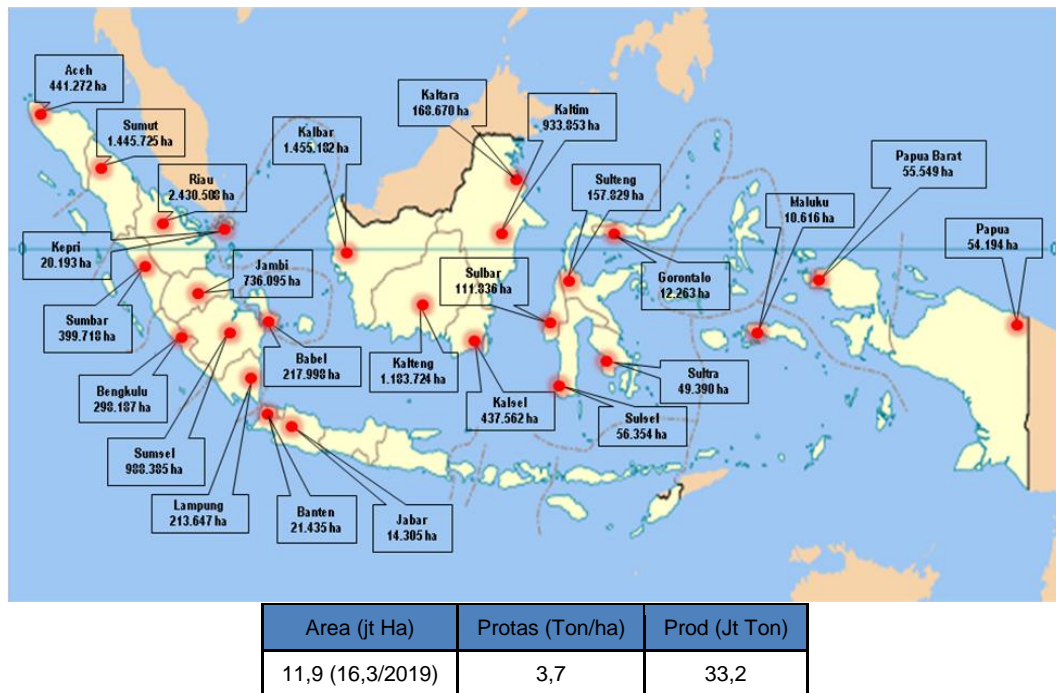 Aceh
441.272 ha
Sumut
1.445.725 ha
Riau
2.430.508 ha
Kepri
20.193 ha
Sumbar
399.718 ha
Bengkulu
298.187 ha
Sumsel
988.385 ha
Lampung
213.647 ha
Jambi
736.095 ha
Babel
217.998 ha
Banten
21.435 ha
Jabar
14.305 ha
Kalbar
1.455.182 ha
Kaltara
168.670 ha
Kaltim
933.853 ha
Kalteng
1.183.724 ha
Kalsel
437.562 ha
Sulbar
111.836 ha
Sulteng
157.829 ha
Gorontalo
12.263 ha
Sultra
49.390 ha
Sulsel
56.354 ha
Maluku
10.616 ha
Papua Barat
55.549 ha
Papua
54.194 ha
Area (jt Ha) Protas (Ton/ha) Prod (Jt Ton)
11,9 (16,3/2019) 3,7 33,2